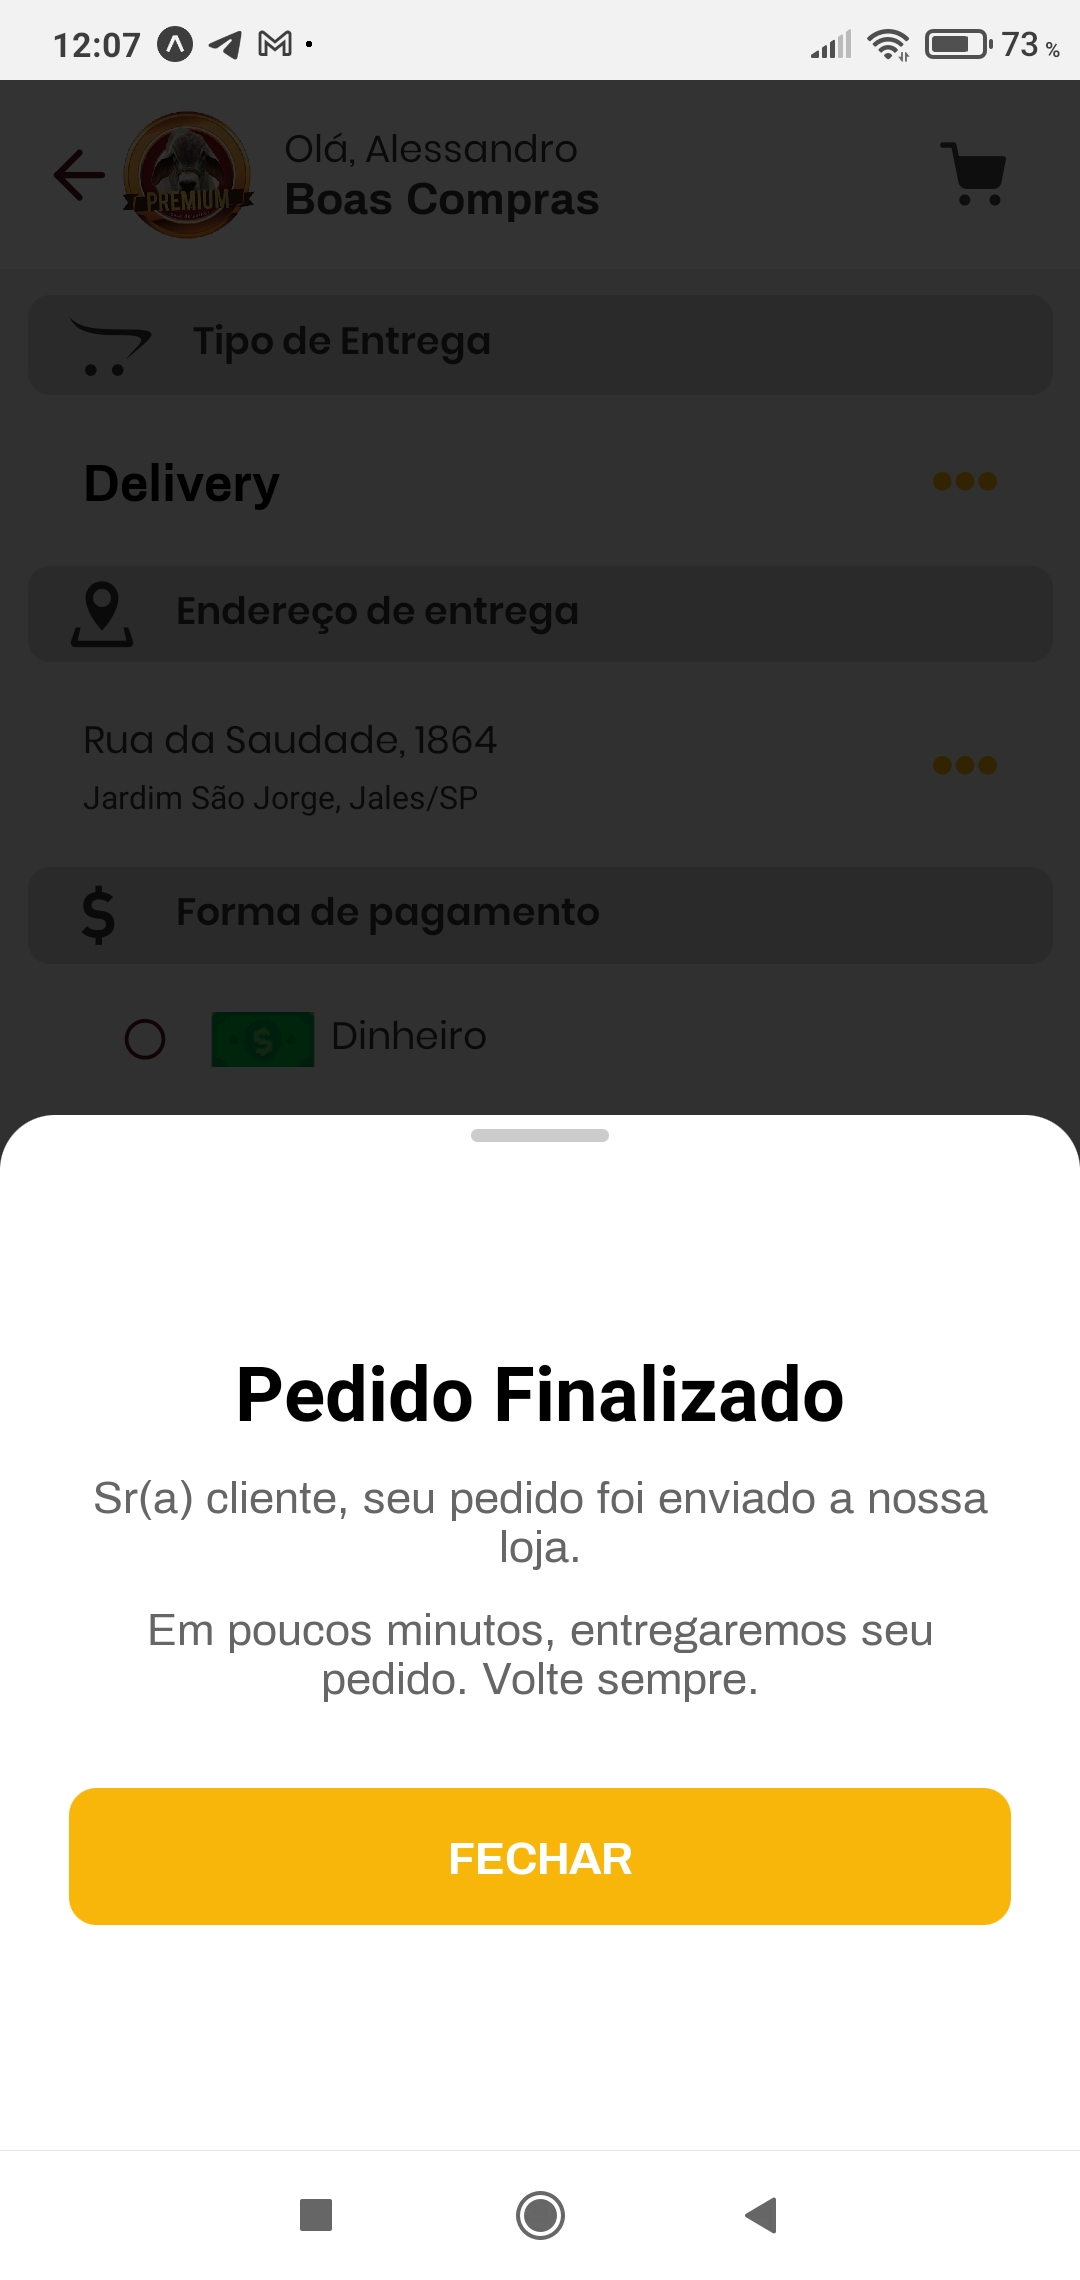 12:07
73 %
Olá, Alessandro
PREMIUM
Boas Compras
Tipo de Entrega
Delivery
Endereço de entrega
Rua da Saudade, 1864
Jardim São Jorge, Jales/SP
$ Forma de pagamento
$ Dinheiro
Pedido Finalizado
Sr(a) cliente, seu pedido foi enviado a nossa
loja.
Em poucos minutos, entregaremos seu
pedido. Volte sempre.
FECHAR